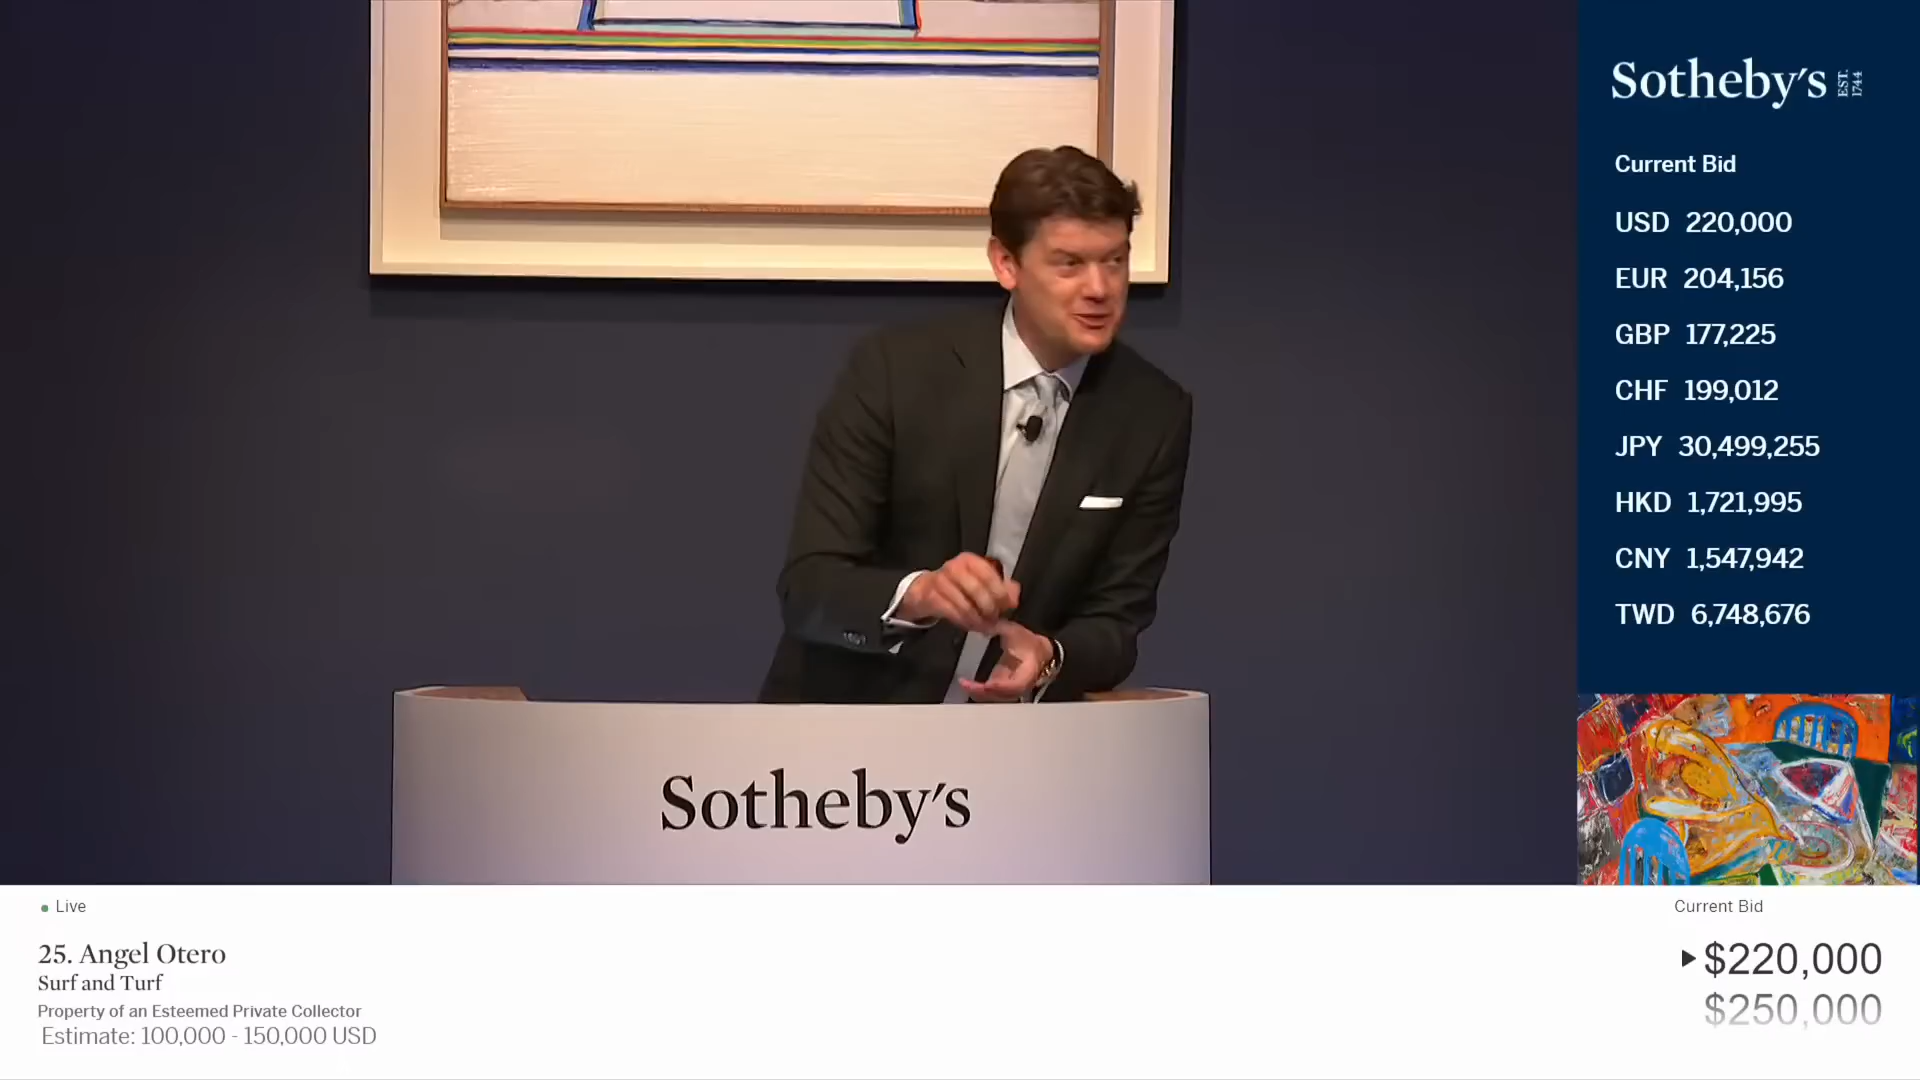 Sotheby's EST. 1744
Current Bid
USD 220,000
EUR 204,156
GBP 177,225
CHF 199,012
JPY 30,499,255
HKD 1,721,995
CNY 1,547,942
TWD 6,748,676
Sotheby's
Live
25. Angel Otero
Surf and Turf
Property of an Esteemed Private Collector
Estimate: 100,000 - 150,000 USD
Current Bid
$220,000
$250,000